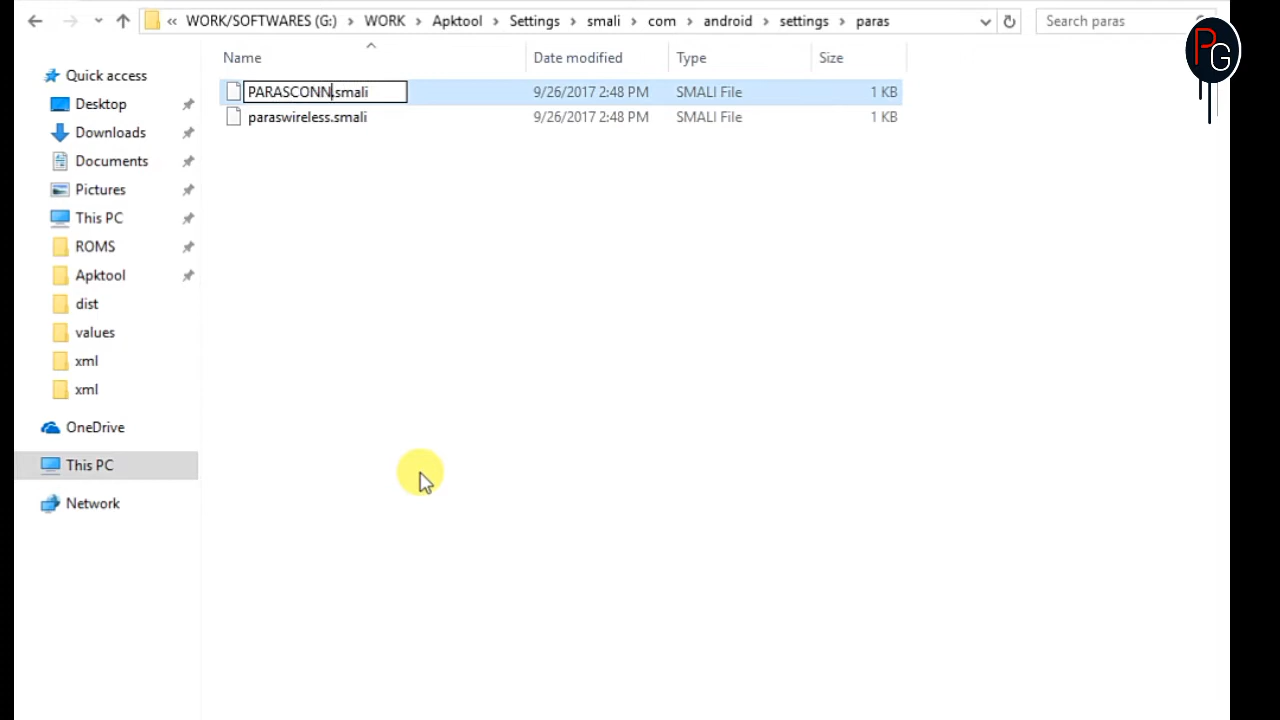 « WORK/SOFTWARES (G:) > WORK > Apktool > Settings > smali > com > android > settings > paras
Search paras
PG
Name
Date modified
Type
Size
PARASCONN.smali
9/26/2017 2:48 PM
SMALI File
1 KB
paraswireless.smali
9/26/2017 2:48 PM
SMALI File
1 KB
Quick access
Desktop
Downloads
Documents
Pictures
This PC
ROMS
Apktool
dist
values
xml
xml
OneDrive
This PC
Network